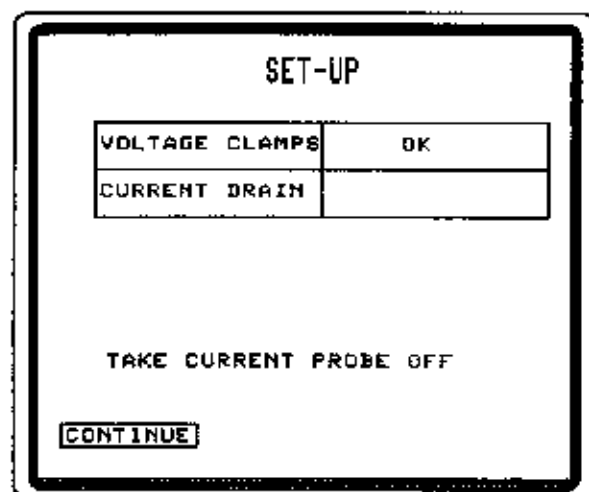 SET-UP
VOLTAGE CLAMPS OK
CURRENT DRAIN
TAKE CURRENT PROBE OFF
CONTINUE